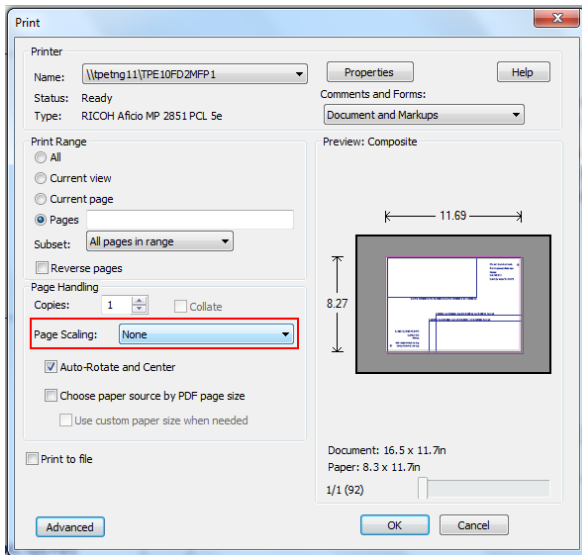 Print
Printer
Name: \\tpetng11\TPE10FD2MFP1
Properties
Help
Status: Ready
Comments and Forms:
Type: RICOH Aficio MP 2851 PCL 5e
Document and Markups
Print Range
All
Current view
Current page
Pages
Subset: All pages in range
Reverse pages
Page Handling
Copies: 1
Collate
Page Scaling: None
Auto-Rotate and Center
Choose paper source by PDF page size
Use custom paper size when needed
Print to file
Preview: Composite
11.69
8.27
Document: 16.5 x 11.7in
Paper: 8.3 x 11.7in
1/1 (92)
Advanced
OK
Cancel